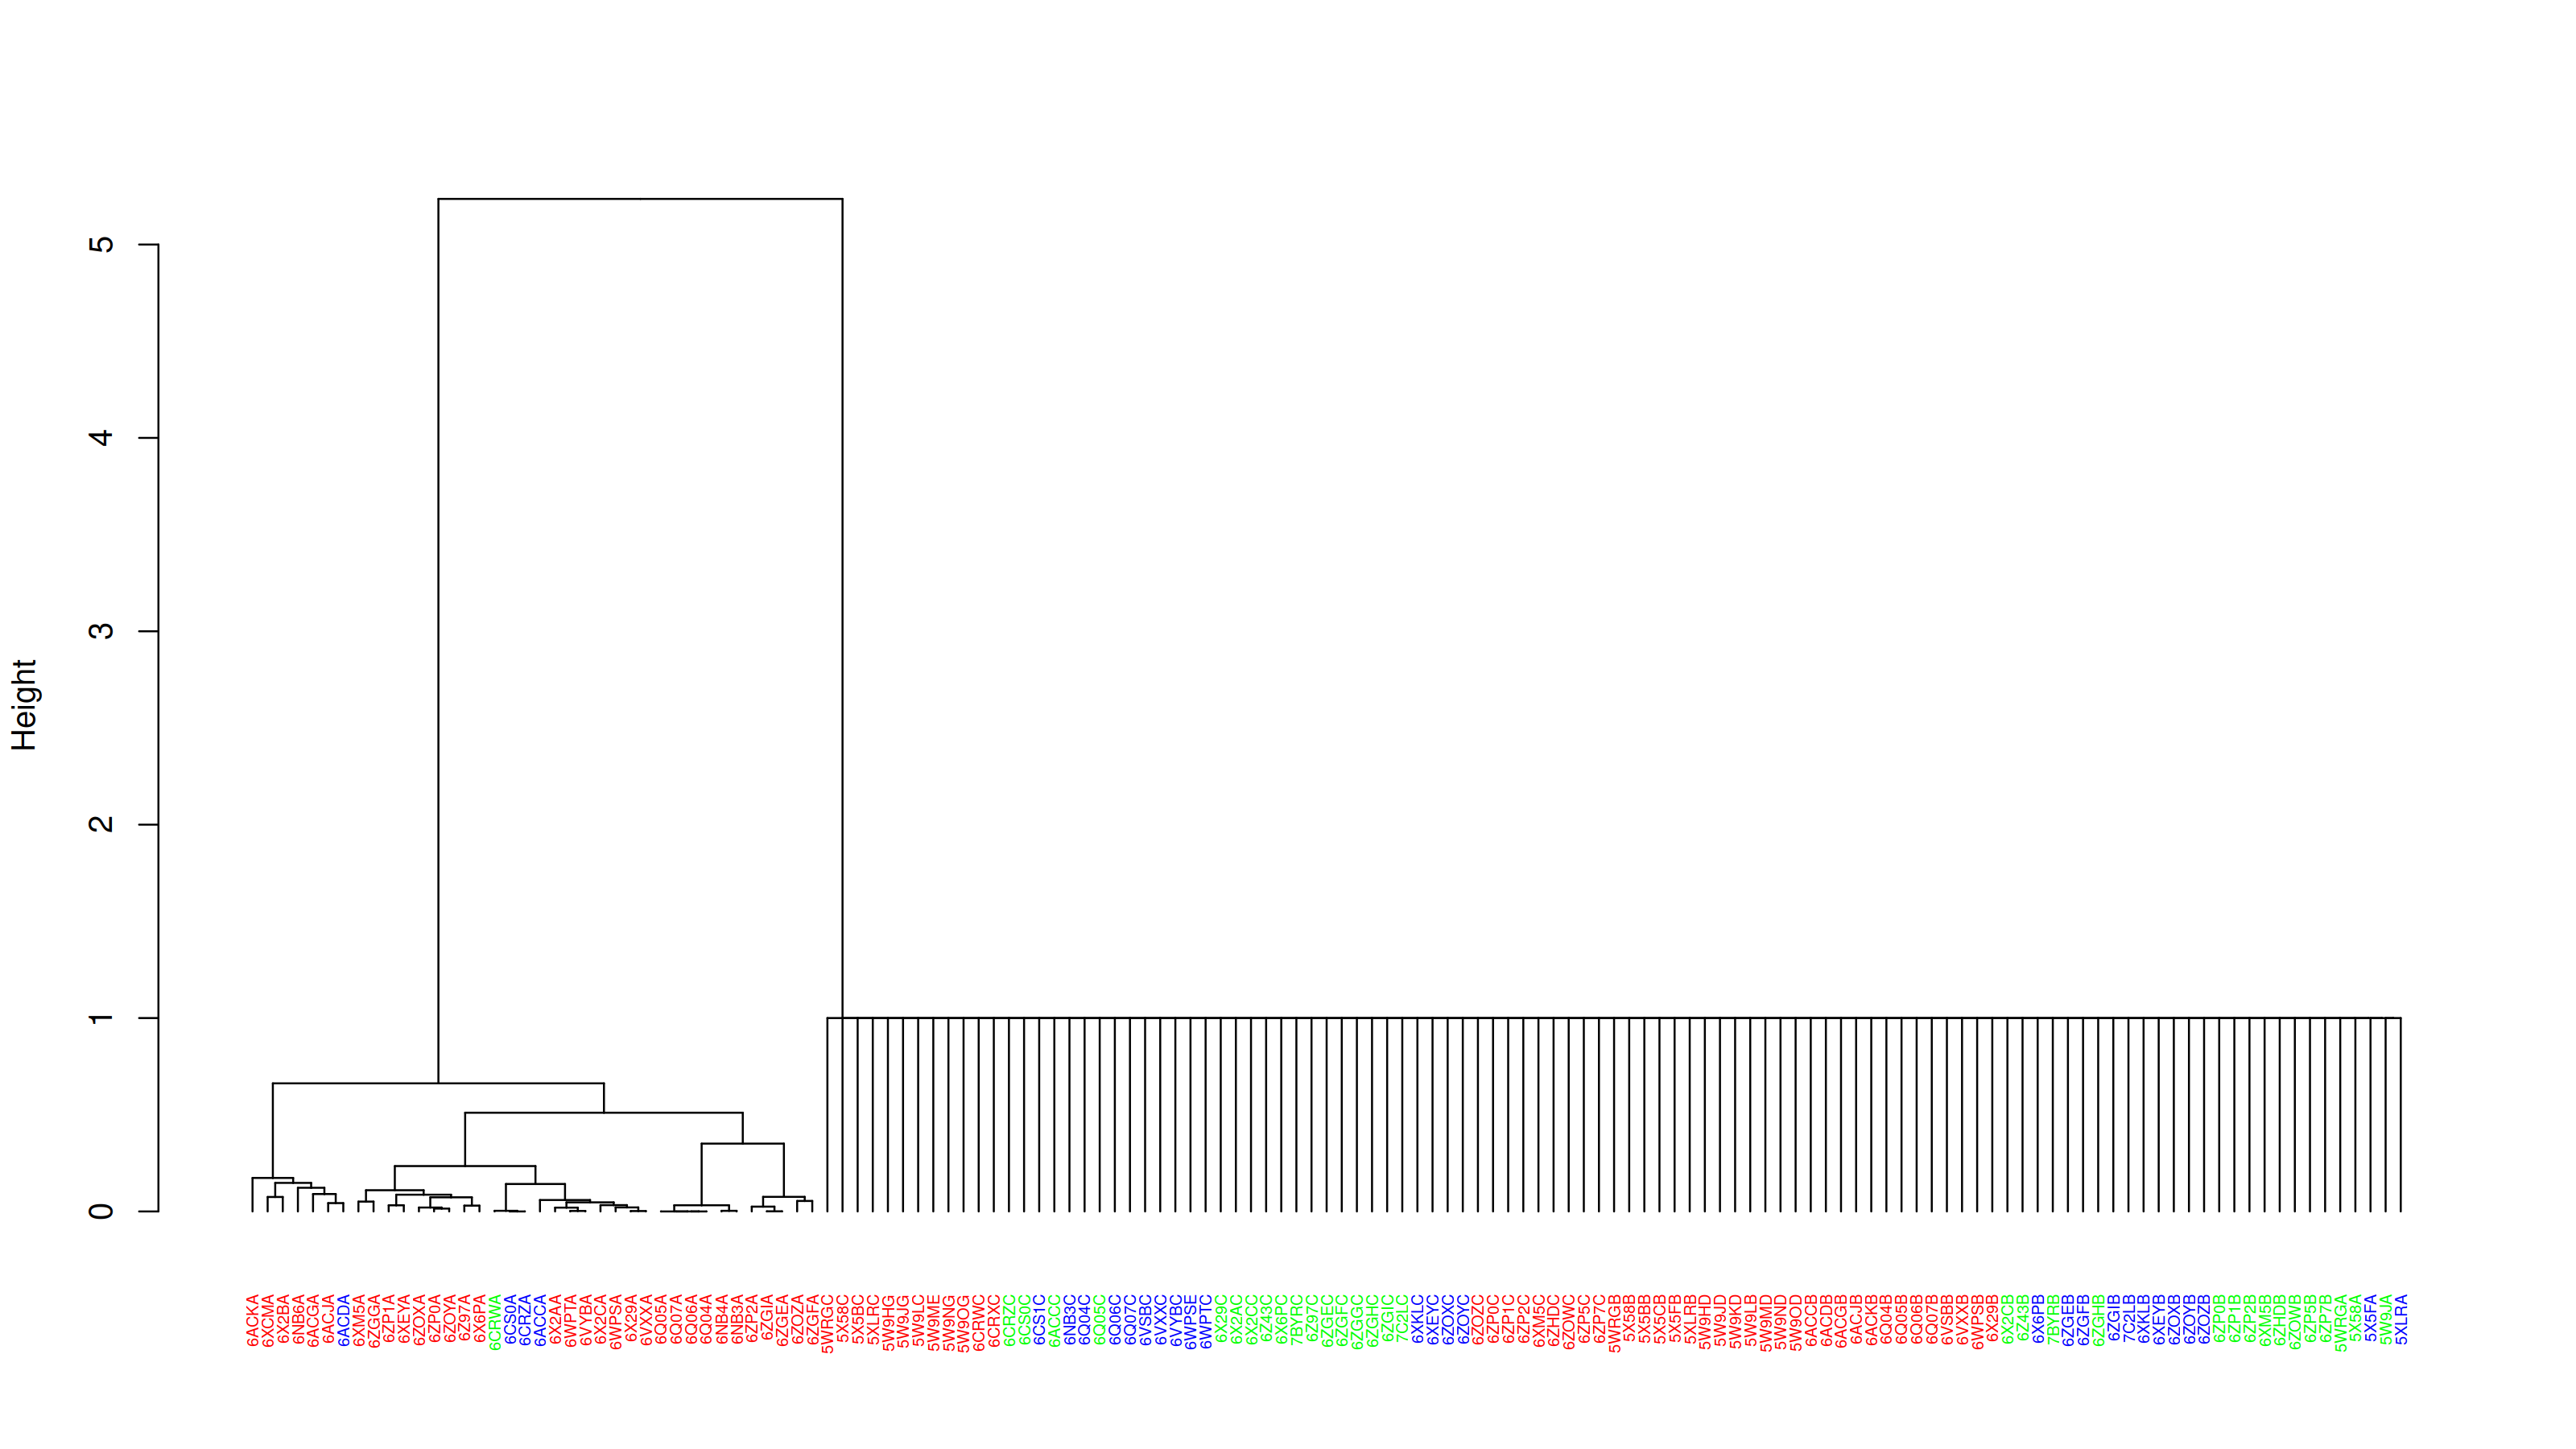 Height
5
4
3
2
1
0
6ACKA
6XCMA
6X2BA
6NB6A
6ACGA
6ACJA
6ACDA
6XM5A
6ZGGA
6ZP1A
6XEYA
6ZOXA
6ZP0A
6ZOYA
6Z97A
6X6PA
6CRWA
6CS0A
6CRZA
6ACCA
6X2AA
6WPTA
6VYBA
6X2CA
6WPSA
6X29A
6VXXA
6Q05A
6Q07A
6Q06A
6Q04A
6NB4A
6NB3A
6ZP2A
6ZGIA
6ZGEA
6ZOZA
6ZGFA
5WRGC
5X58C
5X5BC
5XLRC
5W9HG
5W9JG
5W9LC
5W9ME
5W9NG
5W9OG
6CRWC
6CRXC
6CRZC
6CS0C
6CS1C
6ACCC
6NB3C
6Q04C
6Q05C
6Q06C
6Q07C
6VSBC
6VXXC
6VYBC
6WPSE
6WPTC
6X29C
6X2AC
6X2CC
6Z43C
6X6PC
7BYRC
6Z97C
6ZGEC
6ZGFC
6ZGGC
6ZGHC
6ZGIC
7C2LC
6XKLC
6XEYC
6ZOXC
6ZOYC
6ZOZC
6ZP0C
6ZP1C
6ZP2C
6XM5C
6ZHDC
6ZOWC
6ZP5C
6ZP7C
5WRGB
5X58B
5X5BB
5X5CB
5X5FB
5XLRB
5W9HD
5W9JD
5W9KD
5W9LB
5W9MD
5W9ND
5W9OD
6ACCB
6ACDB
6ACGB
6ACJB
6ACKB
6Q04B
6Q05B
6Q06B
6Q07B
6VSBB
6VXXB
6WPSB
6X29B
6X2CB
6Z43B
6X6PB
7BYRB
6ZGEB
6ZGFB
6ZGHB
6ZGIB
7C2LB
6XKLB
6XEYB
6ZOXB
6ZOYB
6ZOZB
6ZP0B
6ZP1B
6ZP2B
6XM5B
6ZHDB
6ZOWB
6ZP5B
6ZP7B
5WRGA
5X58A
5X5FA
5W9JA
5XLRA